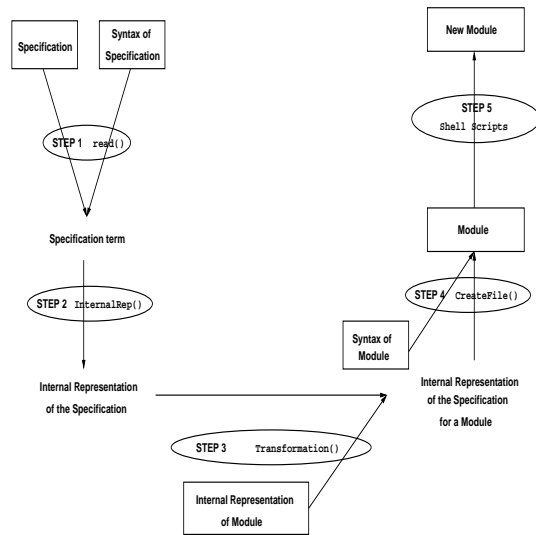 Specification
Syntax of
Specification
STEP 1 read()
Specification term
STEP 2 InternalRep()
Internal Representation
of the Specification
STEP 3 Transformation()
Internal Representation
of Module
New Module
STEP 5
Shell Scripts
Module
STEP 4 CreateFile()
Syntax of
Module
Internal Representation
of the Specification
for a Module